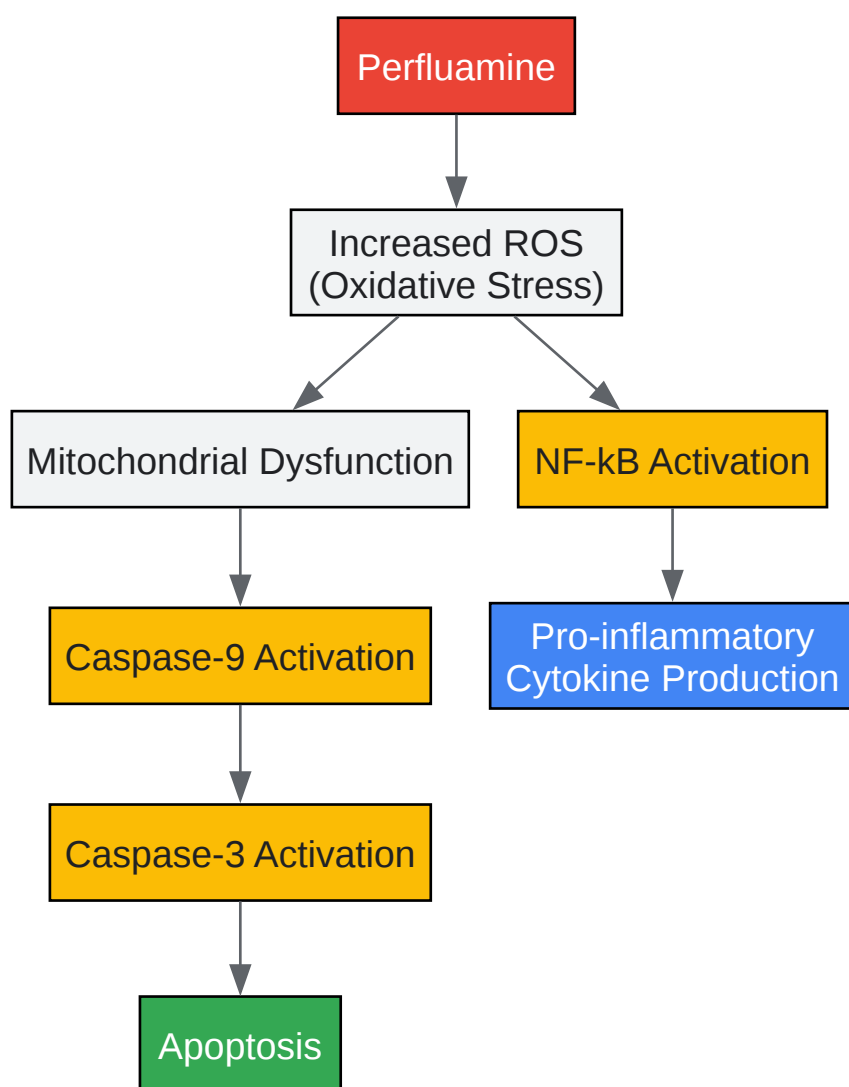 Perfluamine
Increased ROS
(Oxidative Stress)
Mitochondrial Dysfunction
NF-kB Activation
Caspase-9 Activation
Pro-inflammatory
Cytokine Production
Caspase-3 Activation
Apoptosis